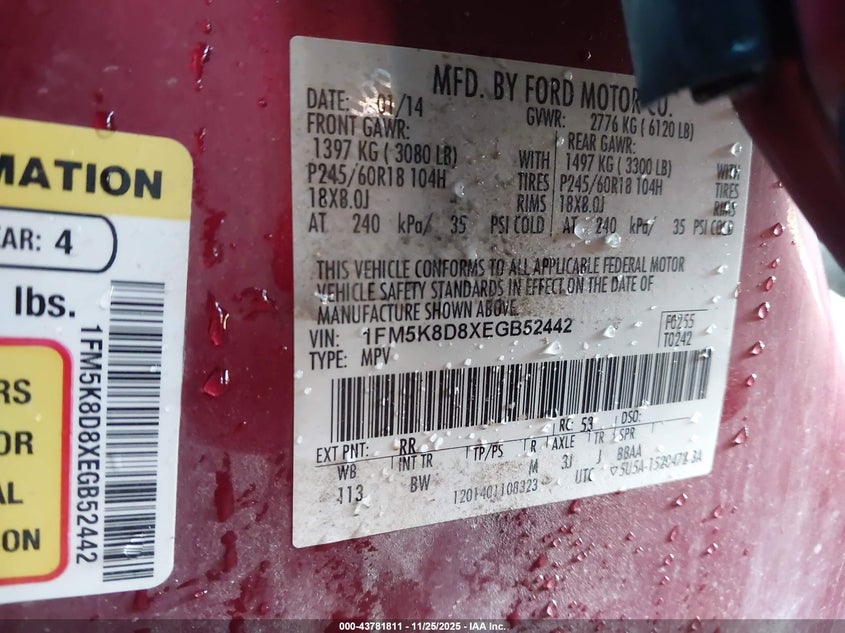 MATION
EAR: 4
lbs.
1FM5K8D8XEGB52442
RS
OR
AL
ON
MFD. BY FORD MOTOR CO.
DATE: 01/14 GVWR: 2776 KG ( 6120 LB)
FRONT GAWR: REAR GAWR:
1397 KG ( 3080 LB) WITH 1497 KG ( 3300 LB) WITH
P245/60R18 104H TIRES P245/60R18 104H TIRES
18X8.0J RIMS 18X8.0J RIMS
AT 240 kPa/ 35 PSI COLD AT 240 kPa/ 35 PSI COLD
THIS VEHICLE CONFORMS TO ALL APPLICABLE FEDERAL MOTOR
VEHICLE SAFETY STANDARDS IN EFFECT ON THE DATE OF
MANUFACTURE SHOWN ABOVE.
VIN: 1FM5K8D8XEGB52442 F0255
TYPE: MPV T0242
EXT PNT: RR RC: 53 DSO:
WB INT TR TP/PS R AXLE TR SPR
113 BW M 3J J BBAA
1201401108323 UTC
000-43781811 - 11/25/2025 - IAA Inc.